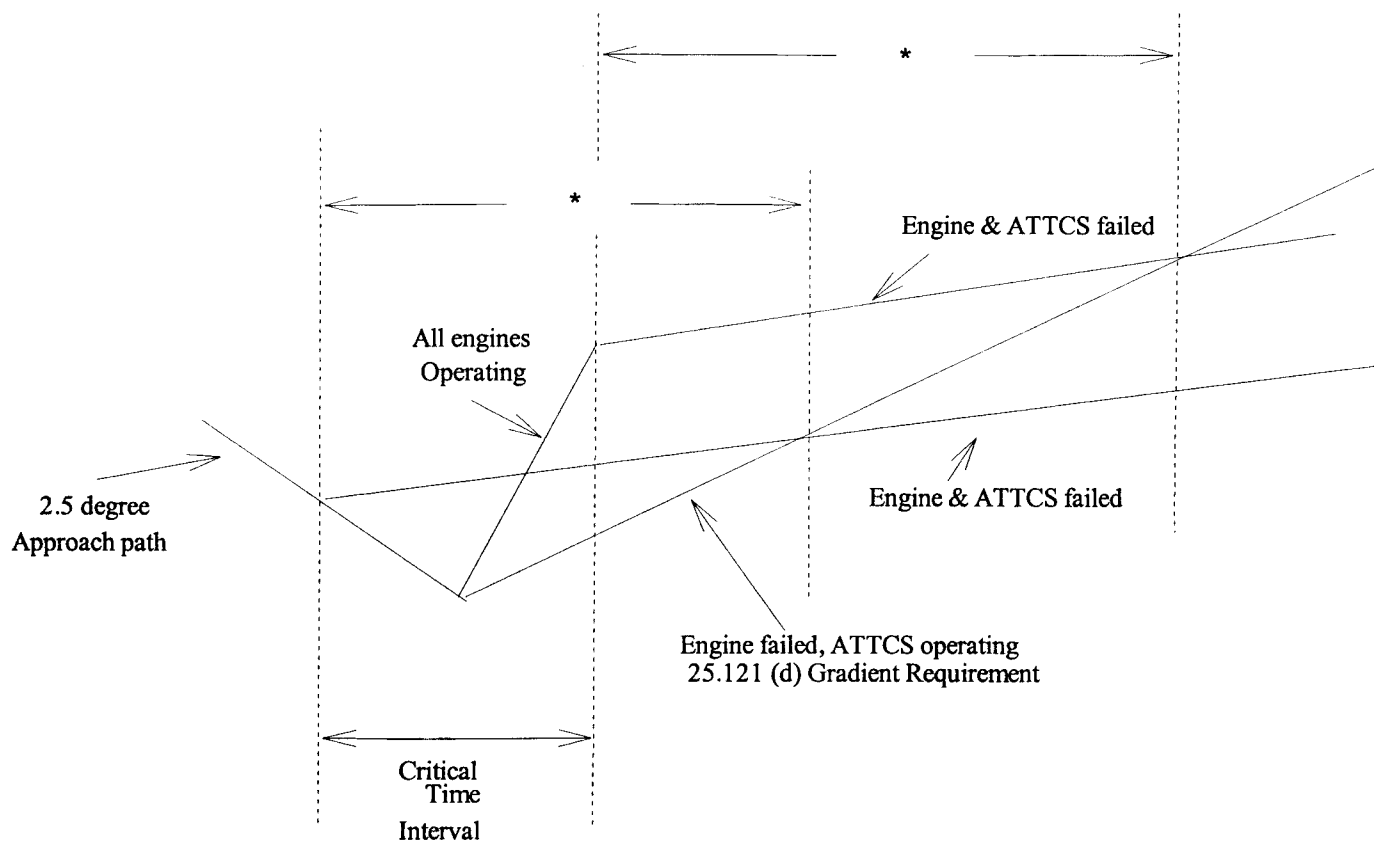 *
*
Engine & ATTCS failed
All engines
Operating
2.5 degree
Approach path
Engine & ATTCS failed
Engine failed, ATTCS operating
25.121 (d) Gradient Requirement
Critical
Time
Interval